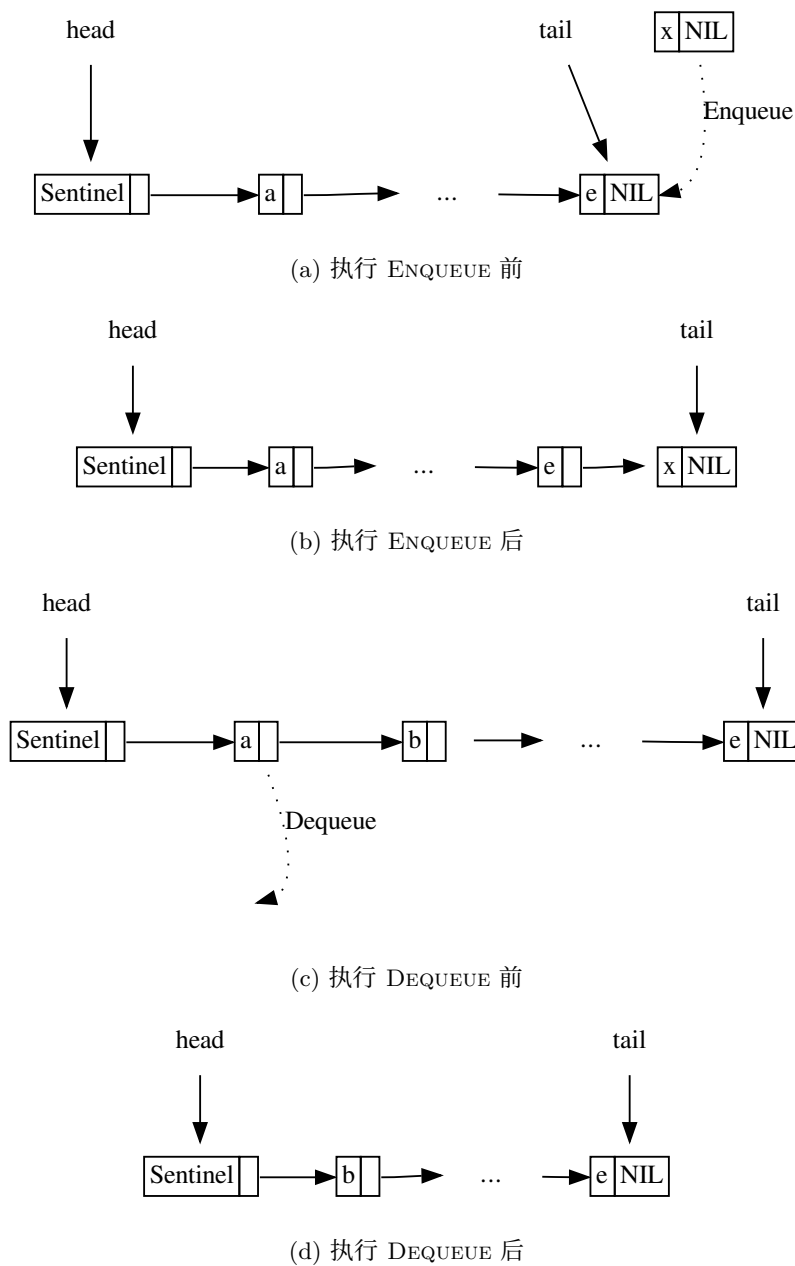 head tail x NIL
Enqueue
Sentinel a ... e NIL
(a) 执行 ENQUEUE 前
head tail
Sentinel a ... e x NIL
(b) 执行 ENQUEUE 后
head tail
Sentinel a b ... e NIL
Dequeue
(c) 执行 DEQUEUE 前
head tail
Sentinel b ... e NIL
(d) 执行 DEQUEUE 后